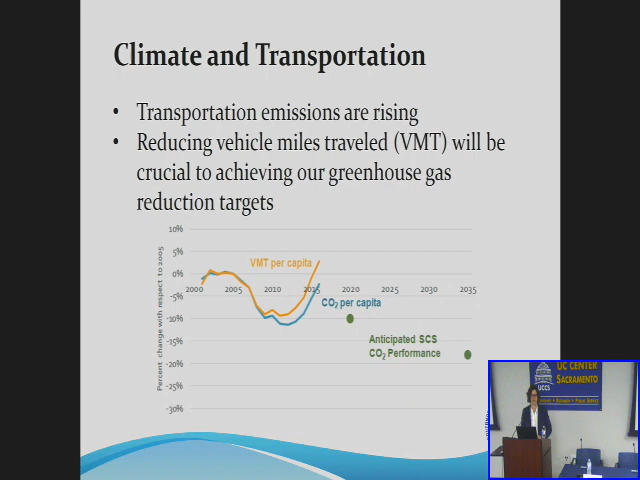 Climate and Transportation
• Transportation emissions are rising
• Reducing vehicle miles traveled (VMT) will be
crucial to achieving our greenhouse gas
reduction targets
Percent change with respect to 2005
10%
5%
0%
-5%
-10%
-15%
-20%
-25%
-30%
2000
2005
2010
2015
2020
2025
2030
2035
VMT per capita
CO₂ per capita
Anticipated SCS
CO₂ Performance
UC CENTER
SACRAMENTO
UCCS